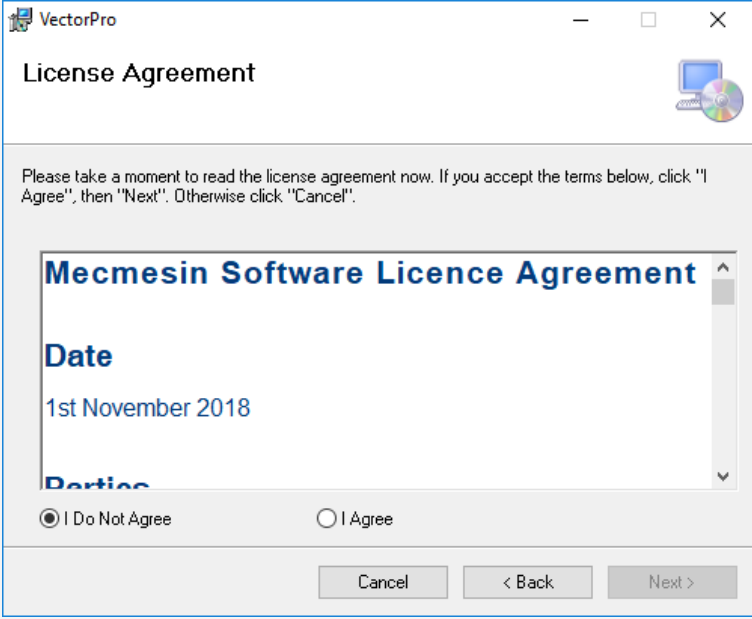 VectorPro
License Agreement
Please take a moment to read the license agreement now. If you accept the terms below, click "I
Agree", then "Next". Otherwise click "Cancel".
Mecmesin Software Licence Agreement
Date
1st November 2018
Parties
I Do Not Agree
I Agree
Cancel
< Back
Next >